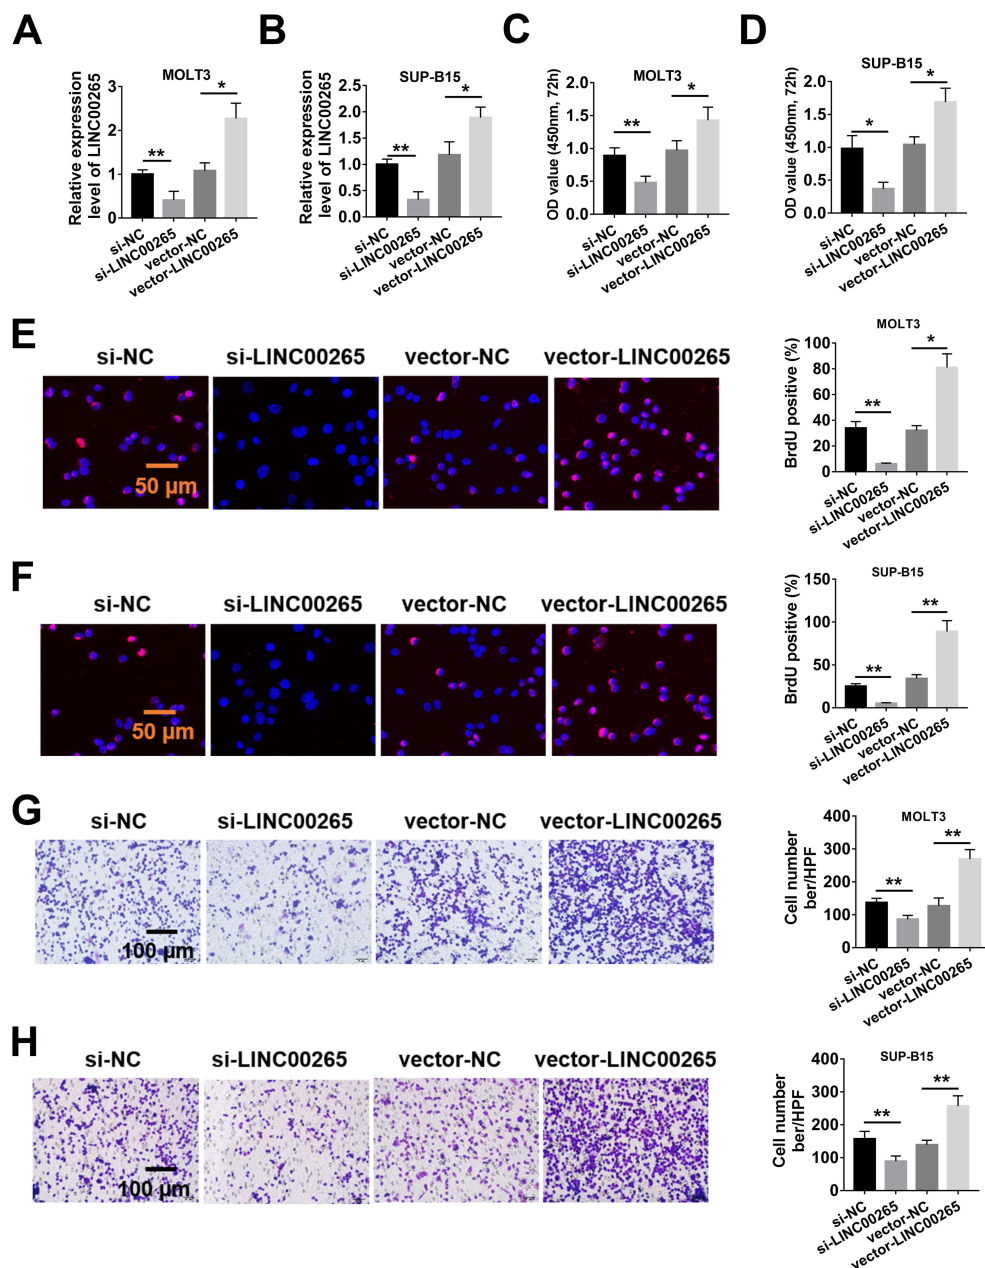 A
B
C
D
MOLT3
Relative expression
level of LINC00265
3
2
1
0
**
*
si-NC
si-LINC00265
vector-NC
vector-LINC00265
SUP-B15
Relative expression
level of LINC00265
2.5
2.0
1.5
1.0
0.5
0.0
**
*
si-NC
si-LINC00265
vector-NC
vector-LINC00265
MOLT3
OD value (450nm, 72h)
2.0
1.5
1.0
0.5
0.0
**
*
si-NC
si-LINC00265
vector-NC
vector-LINC00265
SUP-B15
OD value (450nm, 72h)
2.0
1.5
1.0
0.5
0.0
*
*
si-NC
si-LINC00265
vector-NC
vector-LINC00265
E
si-NC si-LINC00265 vector-NC vector-LINC00265
50 µm
MOLT3
BrdU positive (%)
100
80
60
40
20
0
**
*
si-NC
si-LINC00265
vector-NC
vector-LINC00265
F
si-NC si-LINC00265 vector-NC vector-LINC00265
50 µm
SUP-B15
BrdU positive (%)
150
100
50
0
**
**
si-NC
si-LINC00265
vector-NC
vector-LINC00265
G
si-NC si-LINC00265 vector-NC vector-LINC00265
100 µm
MOLT3
Cell number
ber/HPF
400
300
200
100
0
**
**
si-NC
si-LINC00265
vector-NC
vector-LINC00265
H
si-NC si-LINC00265 vector-NC vector-LINC00265
100 µm
SUP-B15
Cell number
ber/HPF
400
300
200
100
0
**
**
si-NC
si-LINC00265
vector-NC
vector-LINC00265